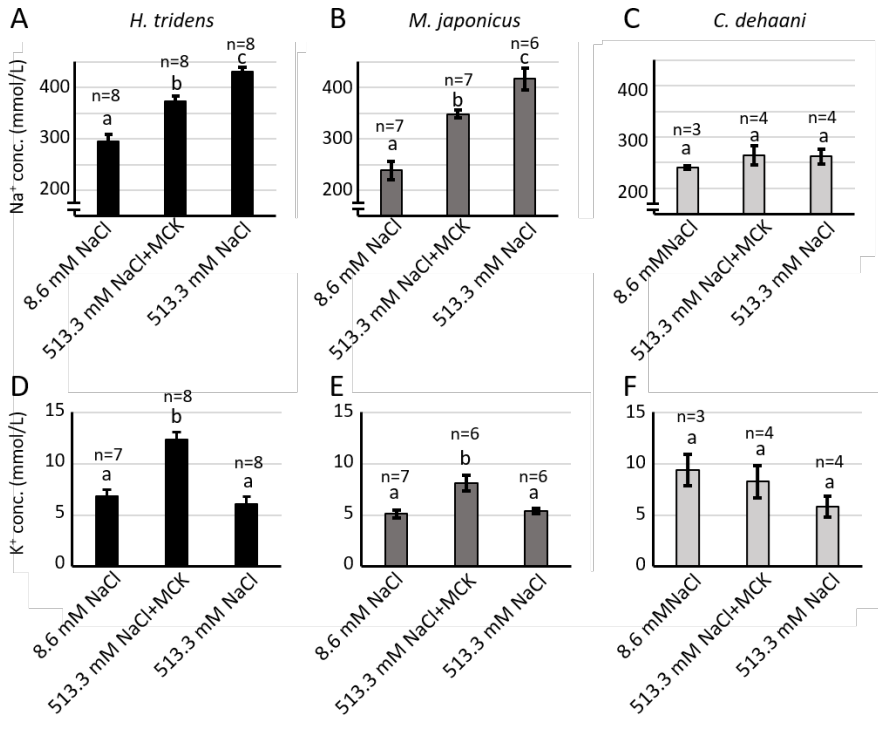 A H. tridens
B M. japonicus
C C. dehaani
Na+ conc. (mmol/L)
400
300
200
n=8
a
n=8
b
n=8
c
8.6 mM NaCl
513.3 mM NaCl+MCK
513.3 mM NaCl
400
300
200
n=7
a
n=7
b
n=6
c
8.6 mM NaCl
513.3 mM NaCl+MCK
513.3 mM NaCl
400
300
200
n=3
a
n=4
a
n=4
a
8.6 mMNaCl
513.3 mM NaCl+MCK
513.3 mM NaCl
D
K+ conc. (mmol/L)
15
10
5
0
n=7
a
n=8
b
n=8
a
8.6 mM NaCl
513.3 mM NaCl+MCK
513.3 mM NaCl
E
15
10
5
0
n=7
a
n=6
b
n=6
a
8.6 mM NaCl
513.3 mM NaCl+MCK
513.3 mM NaCl
F
15
10
5
0
n=3
a
n=4
a
n=4
a
8.6 mMNaCl
513.3 mM NaCl+MCK
513.3 mM NaCl